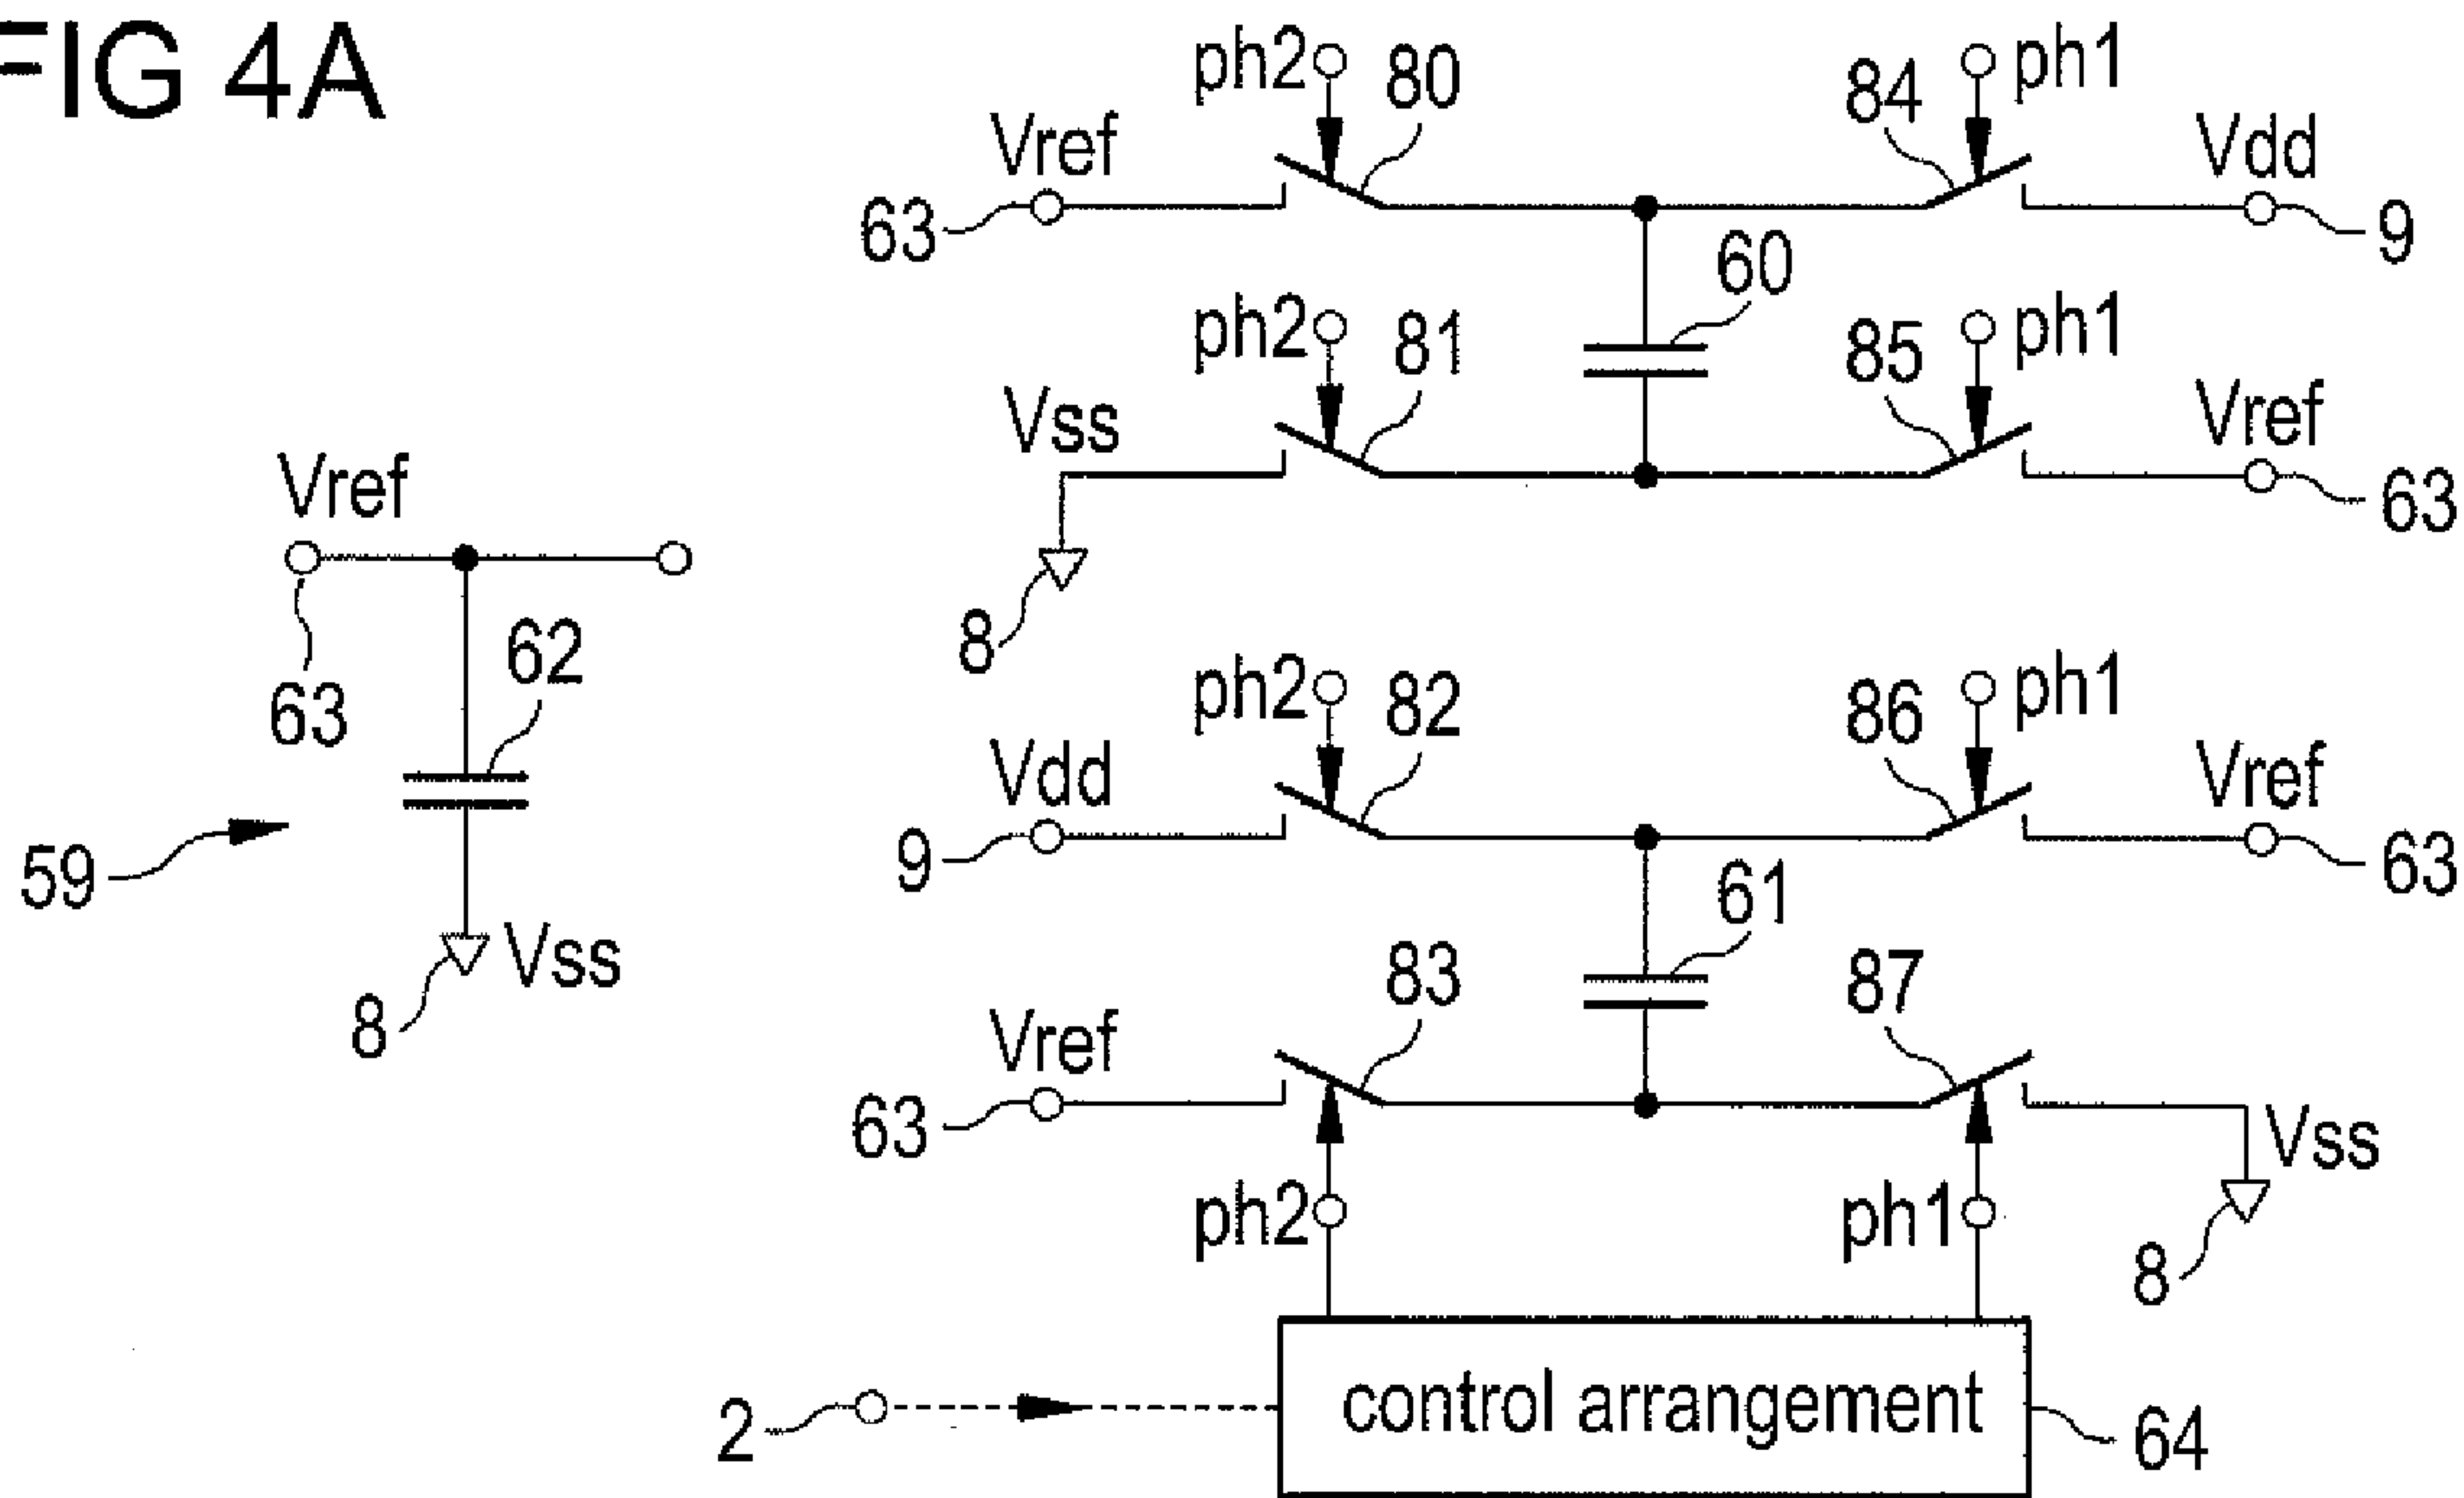 FIG 4A
ph2 80 84 ph1
Vref Vdd
63 9
60
ph2 81 85 ph1
Vss Vref
63
8
Vref
63
62
59
Vss
8
ph2 82 86 ph1
Vdd Vref
9 63
61
83 87
Vref
63
Vss
ph2 ph1
8
2
control arrangement
64